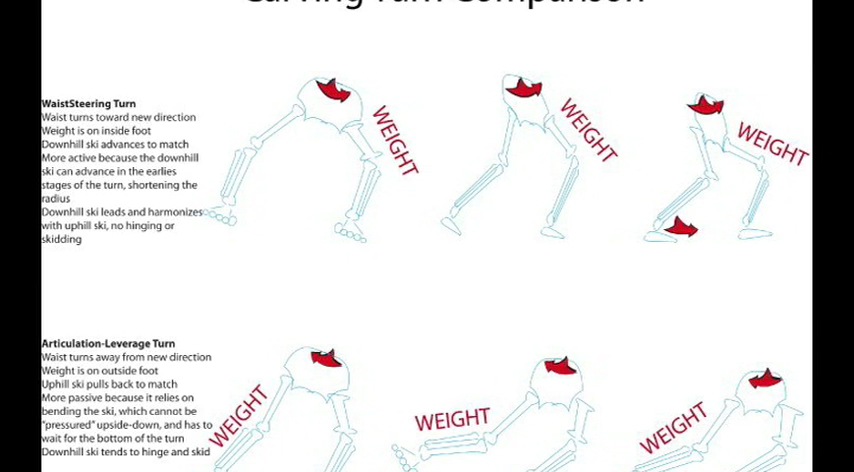 Carving Turn Comparison
WaistSteering Turn
Waist turns toward new direction
Weight is on inside foot
Downhill ski advances to match
More active because the downhill
ski can advance in the earlies
stages of the turn, shortening the
radius
Downhill ski leads and harmonizes
with uphill ski, no hinging or
skidding
WEIGHT
WEIGHT
WEIGHT
Articulation-Leverage Turn
Waist turns away from new direction
Weight is on outside foot
Uphill ski pulls back to match
More passive because it relies on
bending the ski, which cannot be
"pressured" upside-down, and has to
wait for the bottom of the turn
Downhill ski tends to hinge and skid
WEIGHT
WEIGHT
WEIGHT